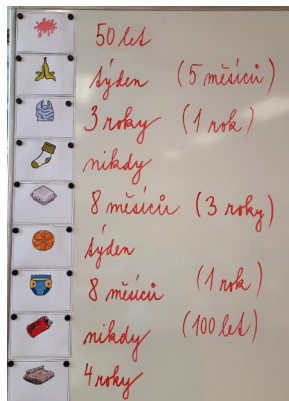 50 let
týden (5 měsíců)
3 roky (1 rok)
nikdy
8 měsíců (3 roky)
týden
8 měsíců (1 rok)
nikdy (100 let)
4 roky